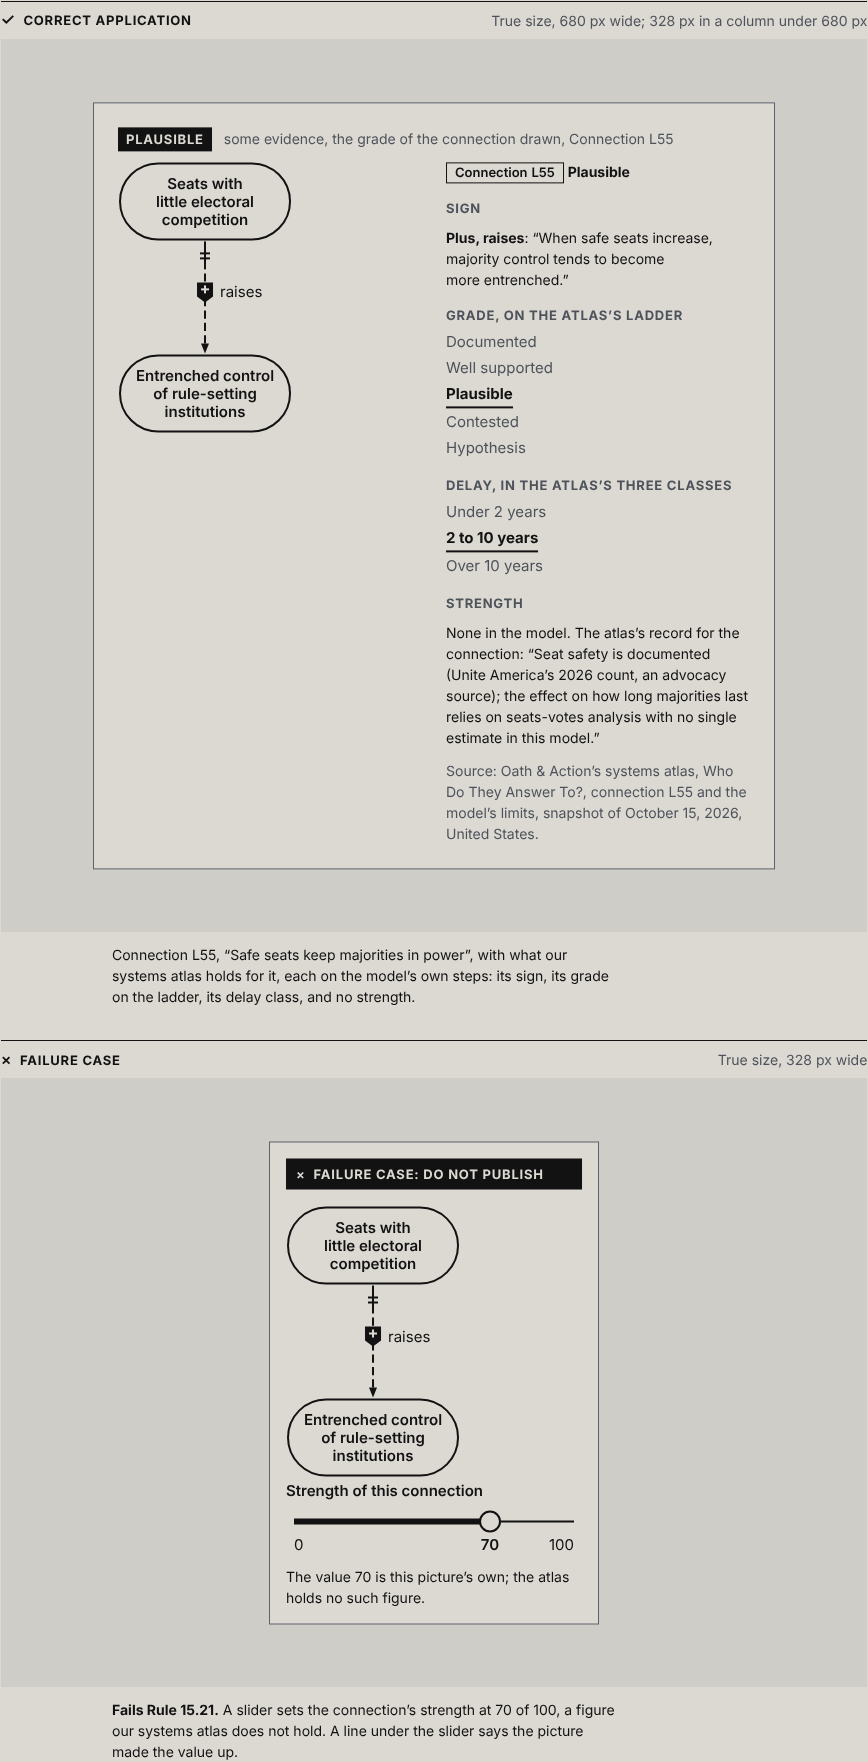 ✓ CORRECT APPLICATION
True size, 680 px wide; 328 px in a column under 680 px
PLAUSIBLE some evidence, the grade of the connection drawn, Connection L55
Seats with
little electoral
competition
+ raises
Entrenched control
of rule-setting
institutions
Connection L55 Plausible
SIGN
Plus, raises: “When safe seats increase,
majority control tends to become
more entrenched.”
GRADE, ON THE ATLAS’S LADDER
Documented
Well supported
Plausible
Contested
Hypothesis
DELAY, IN THE ATLAS’S THREE CLASSES
Under 2 years
2 to 10 years
Over 10 years
STRENGTH
None in the model. The atlas’s record for the
connection: “Seat safety is documented
(Unite America’s 2026 count, an advocacy
source); the effect on how long majorities last
relies on seats-votes analysis with no single
estimate in this model.”
Source: Oath & Action’s systems atlas, Who
Do They Answer To?, connection L55 and the
model’s limits, snapshot of October 15, 2026,
United States.
Connection L55, “Safe seats keep majorities in power”, with what our
systems atlas holds for it, each on the model’s own steps: its sign, its grade
on the ladder, its delay class, and no strength.
× FAILURE CASE
True size, 328 px wide
× FAILURE CASE: DO NOT PUBLISH
Seats with
little electoral
competition
+ raises
Entrenched control
of rule-setting
institutions
Strength of this connection
0 70 100
The value 70 is this picture’s own; the atlas
holds no such figure.
Fails Rule 15.21. A slider sets the connection’s strength at 70 of 100, a figure
our systems atlas does not hold. A line under the slider says the picture
made the value up.